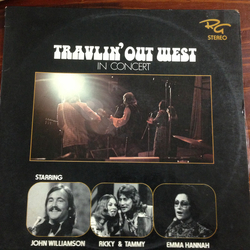 RG
STEREO
TRAVLIN' OUT WEST
IN CONCERT
STARRING
JOHN WILLIAMSON RICKY & TAMMY EMMA HANNAH